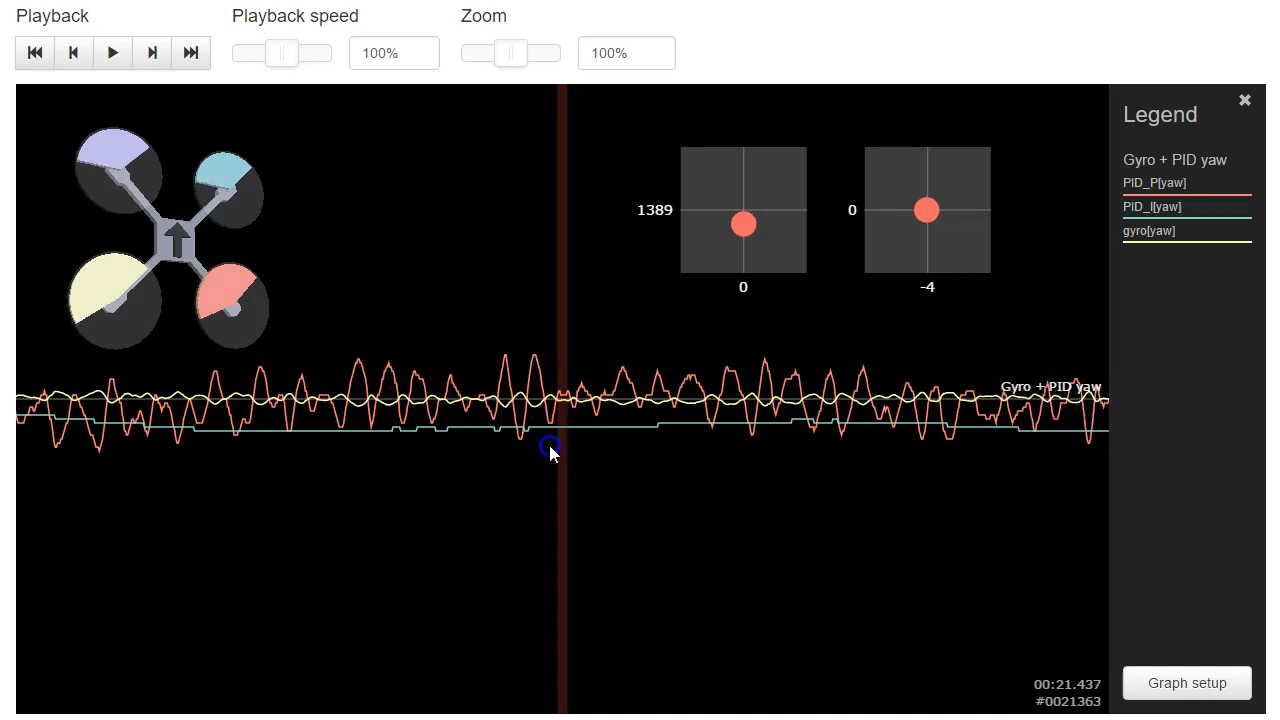 Playback
Playback speed
Zoom
100%
100%
Legend
Gyro + PID yaw
PID_P[yaw]
PID_I[yaw]
gyro[yaw]
1389
0
0
-4
Gyro + PID yaw
00:21.437
#0021363
Graph setup